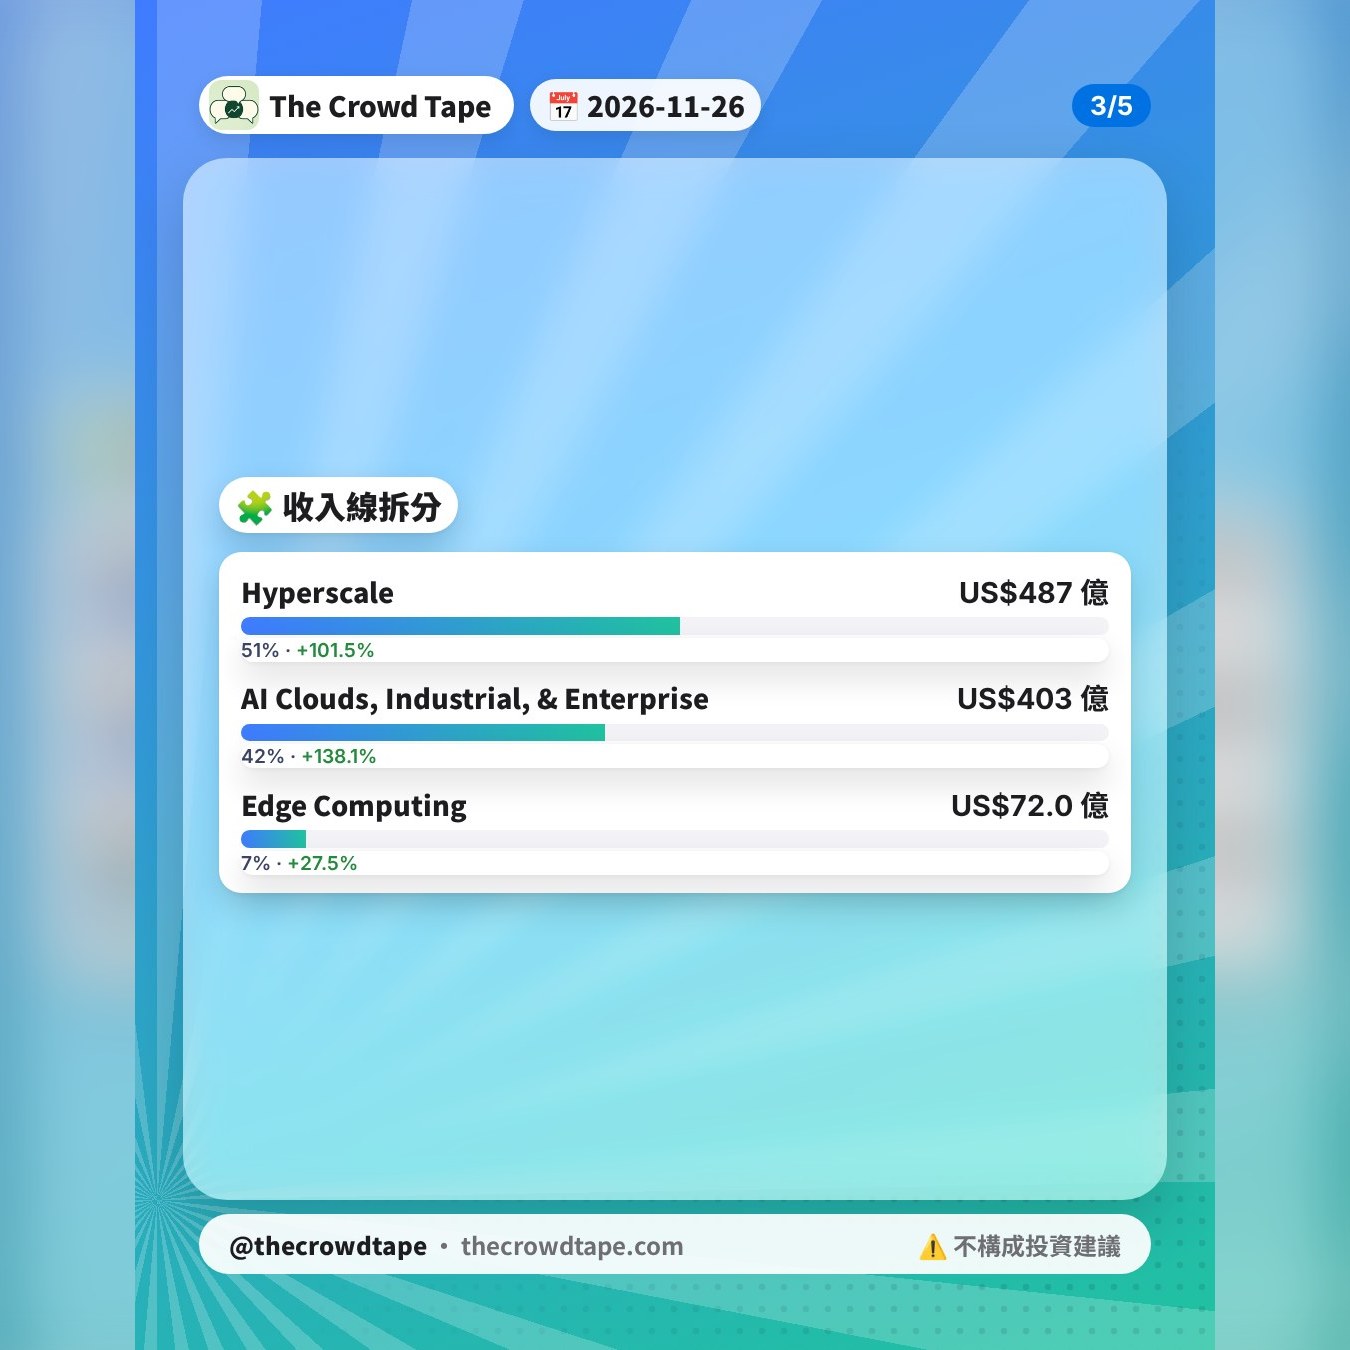 The Crowd Tape
July 17 2026-11-26
3/5
收入線拆分
Hyperscale US$487 億
51% · +101.5%
AI Clouds, Industrial, & Enterprise US$403 億
42% · +138.1%
Edge Computing US$72.0 億
7% · +27.5%
@thecrowdtape • thecrowdtape.com 不構成投資建議